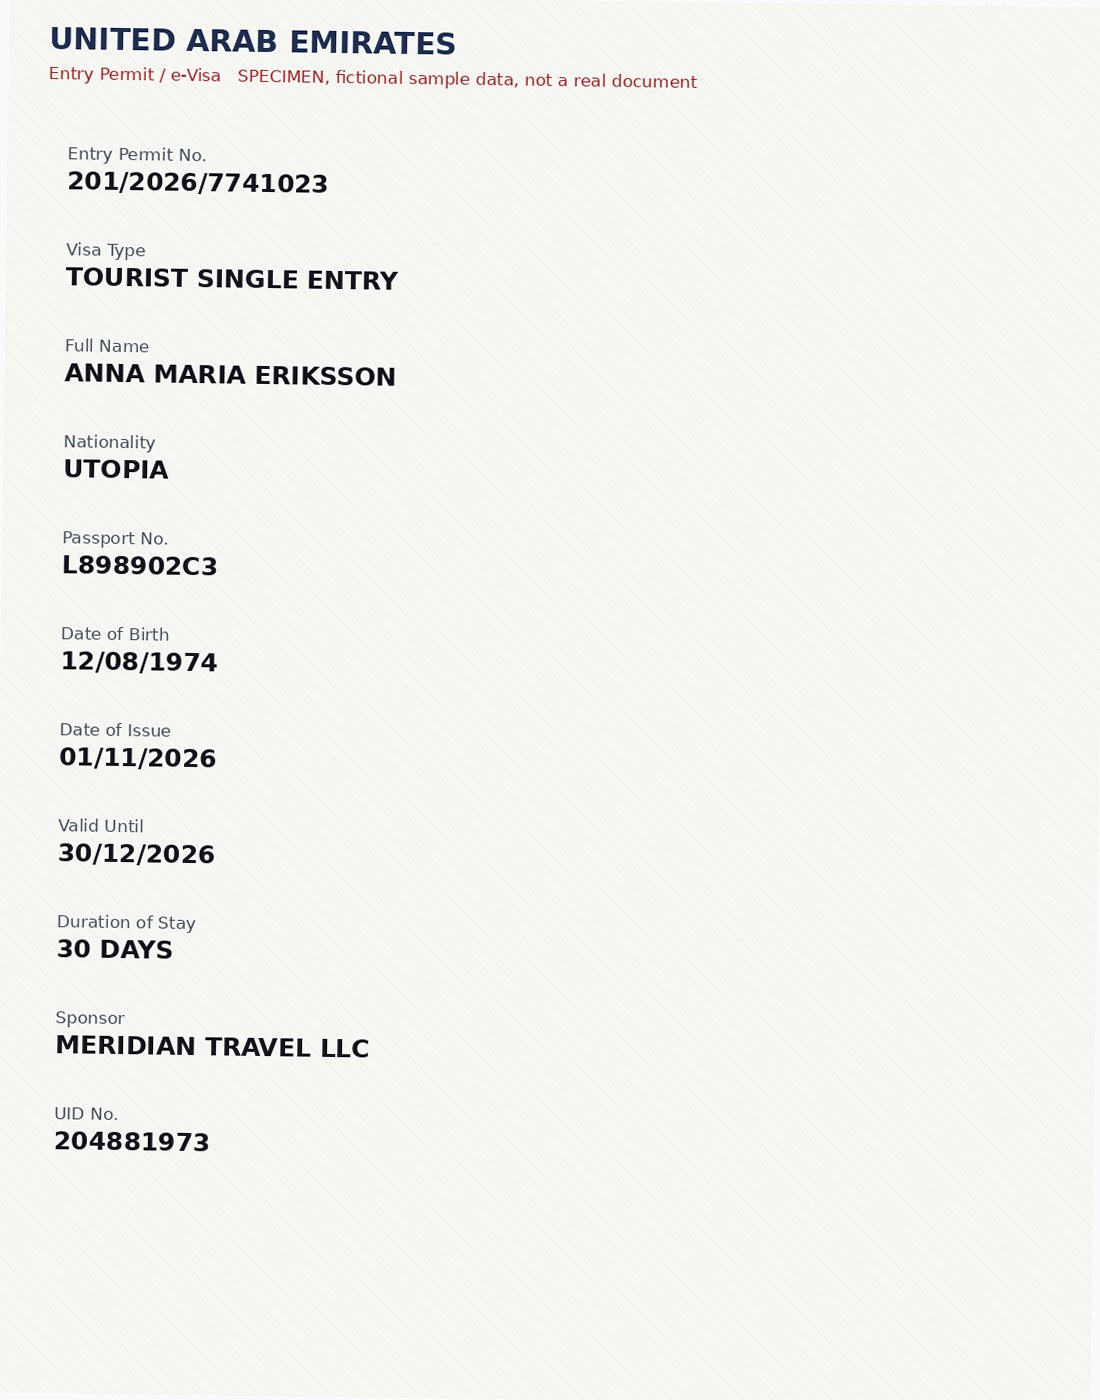 UNITED ARAB EMIRATES
Entry Permit / e-Visa SPECIMEN, fictional sample data, not a real document
Entry Permit No.
201/2026/7741023
Visa Type
TOURIST SINGLE ENTRY
Full Name
ANNA MARIA ERIKSSON
Nationality
UTOPIA
Passport No.
L898902C3
Date of Birth
12/08/1974
Date of Issue
01/11/2026
Valid Until
30/12/2026
Duration of Stay
30 DAYS
Sponsor
MERIDIAN TRAVEL LLC
UID No.
204881973